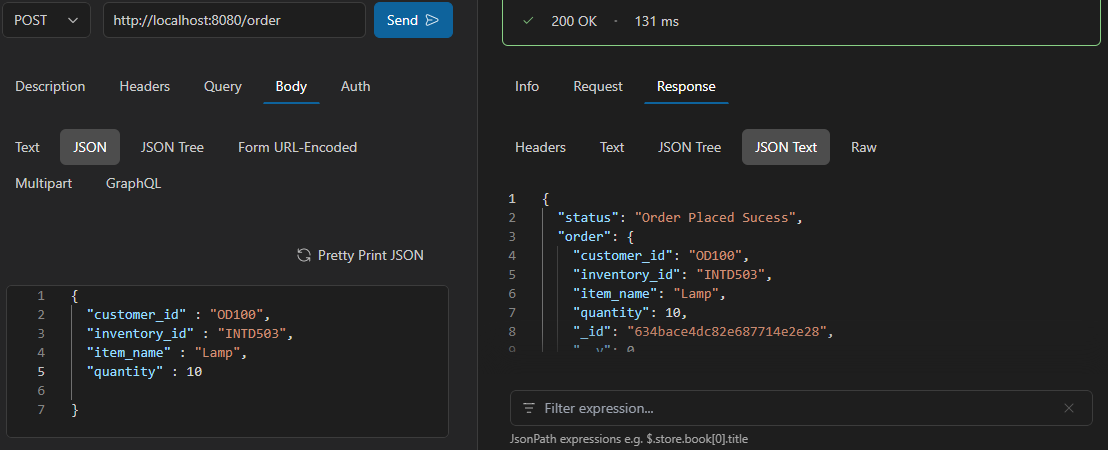 POST
http://localhost:8080/order
Send
Description Headers Query Body Auth
Text JSON JSON Tree Form URL-Encoded
Multipart GraphQL
Pretty Print JSON
1 {
2 "customer_id" : "OD100",
3 "inventory_id" : "INTD503",
4 "item_name" : "Lamp",
5 "quantity" : 10
6
7 }
200 OK · 131 ms
Info Request Response
Headers Text JSON Tree JSON Text Raw
1 {
2 "status": "Order Placed Sucess",
3 "order": {
4 "customer_id": "OD100",
5 "inventory_id": "INTD503",
6 "item_name": "Lamp",
7 "quantity": 10,
8 "_id": "634bace4dc82e687714e2e28",
9 "__v": 0
Filter expression...
JsonPath expressions e.g. $.store.book[0].title